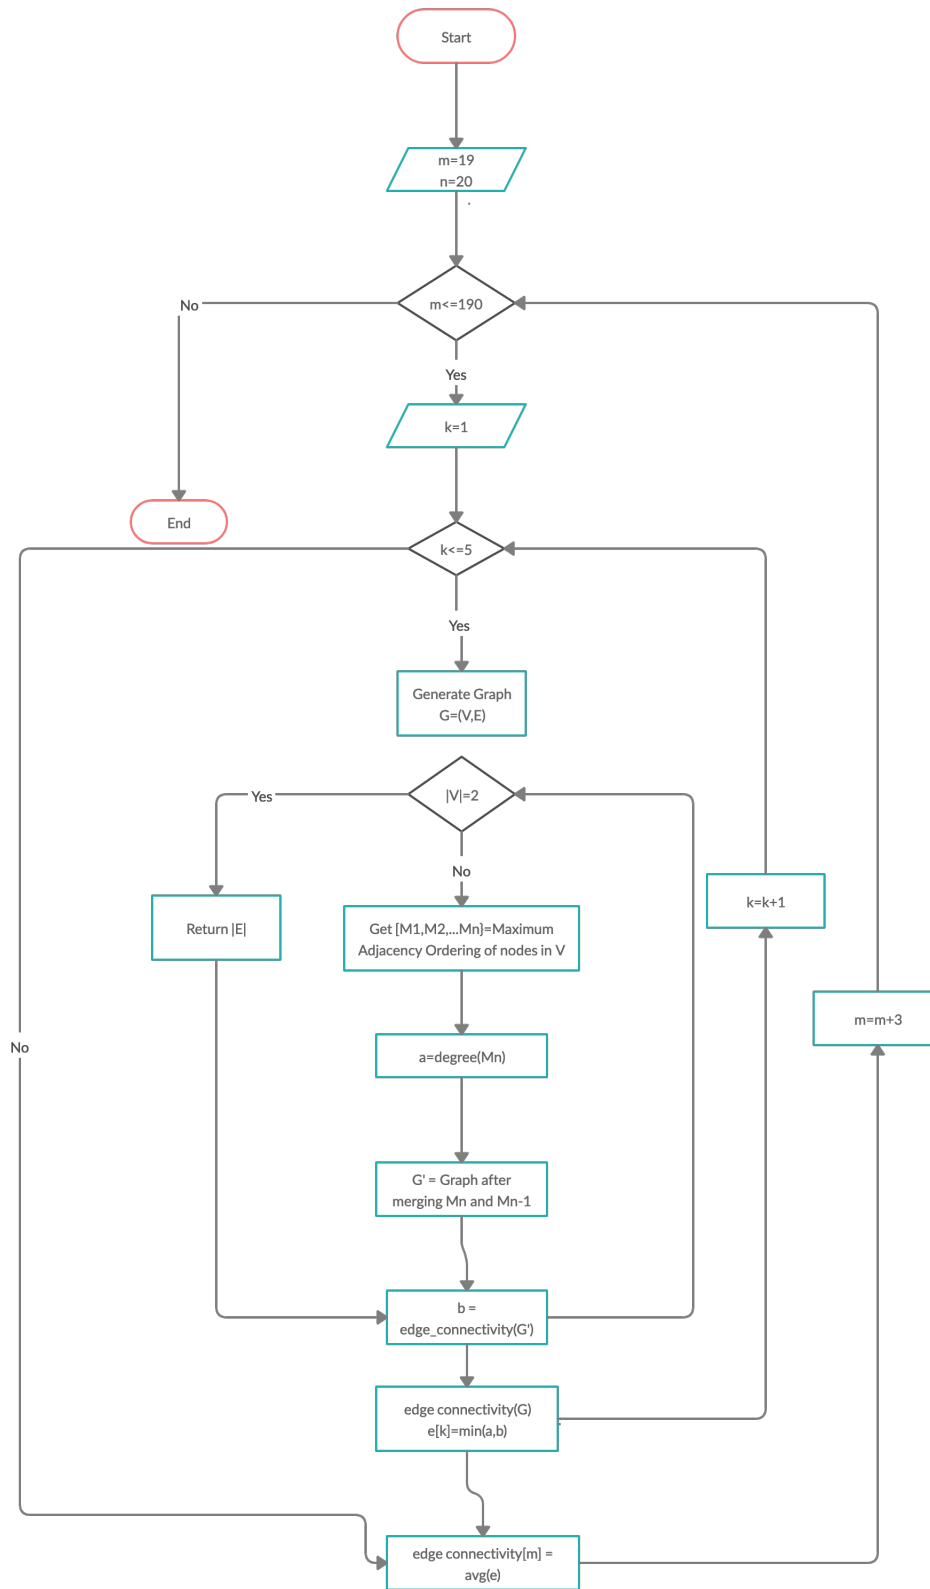 Start
m=19
n=20
m<=190
No
Yes
k=1
End
k<=5
Yes
Generate Graph
G=(V,E)
|V|=2
Yes
No
Return |E|
Get [M1,M2,...Mn}=Maximum
Adjacency Ordering of nodes in V
k=k+1
m=m+3
No
a=degree(Mn)
G' = Graph after
merging Mn and Mn-1
b =
edge_connectivity(G')
edge connectivity(G)
e[k]=min(a,b)
edge connectivity[m] =
avg(e)